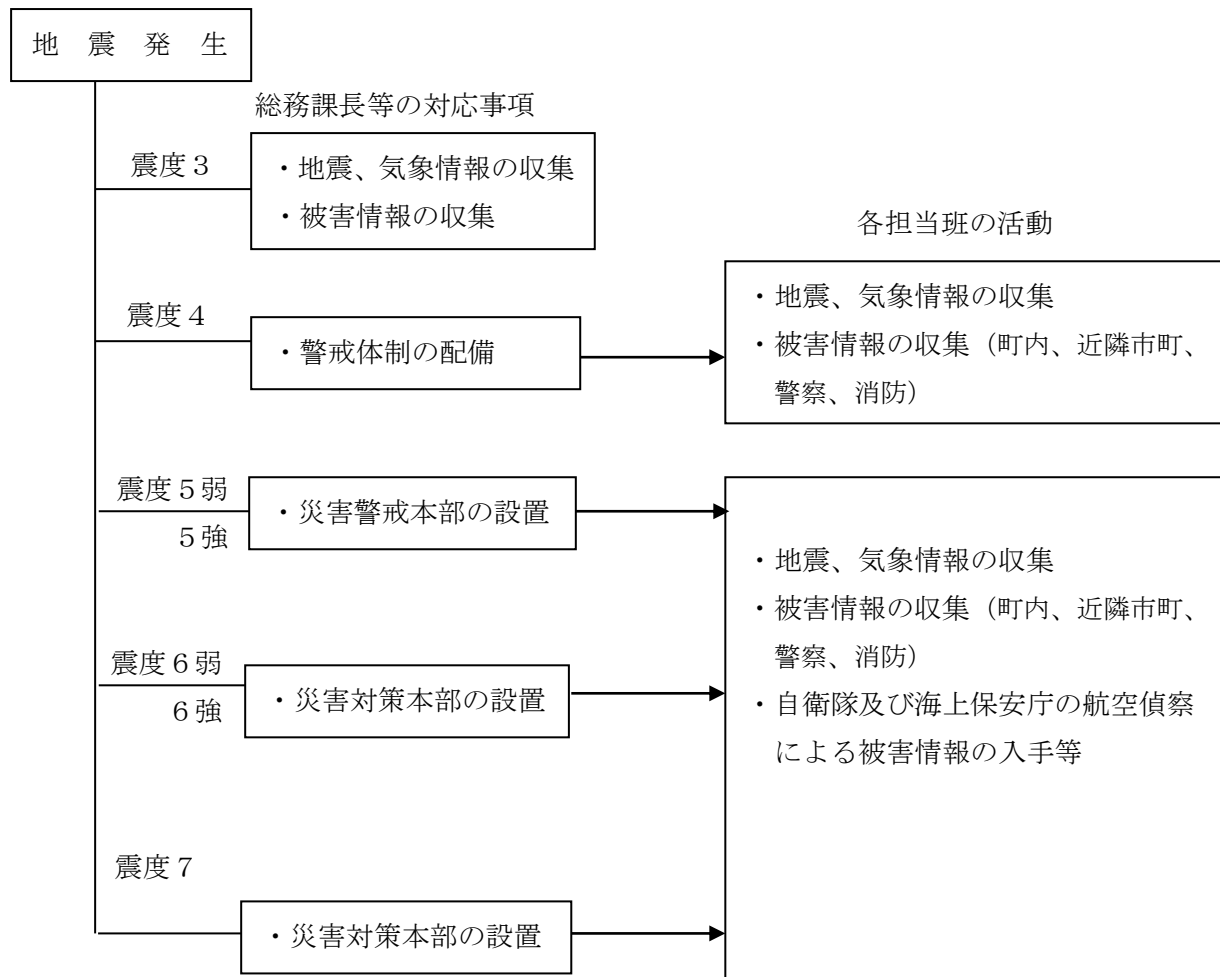 地　震　発　生
総務課長等の対応事項
震度３
・地震、気象情報の収集
・被害情報の収集
各担当班の活動
震度４
・警戒体制の配備
・地震、気象情報の収集
・被害情報の収集（町内、近隣市町、
警察、消防）
震度５弱
５強
・災害警戒本部の設置
震度６弱
６強
・災害対策本部の設置
・地震、気象情報の収集
・被害情報の収集（町内、近隣市町、
警察、消防）
・自衛隊及び海上保安庁の航空偵察
による被害情報の入手等
震度７
・災害対策本部の設置